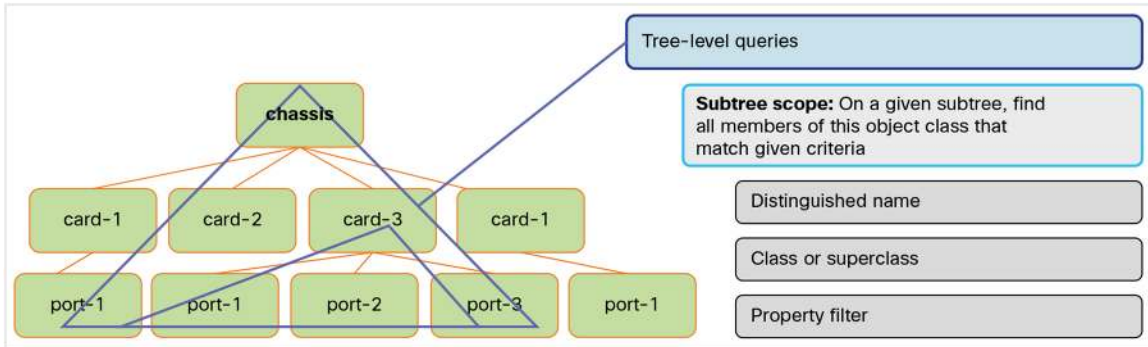 Tree-level queries
chassis
Subtree scope: On a given subtree, find
all members of this object class that
match given criteria
card-1
card-2
card-3
card-1
Distinguished name
Class or superclass
port-1
port-1
port-2
port-3
port-1
Property filter